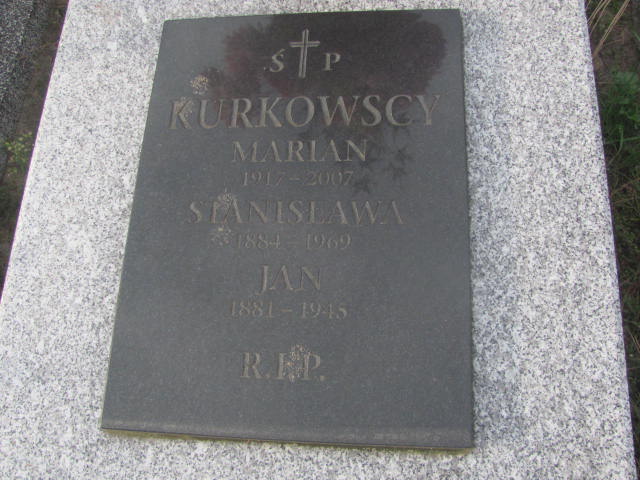 Ś P
KURKOWSCY
MARIAN
1917 – 2007
STANISŁAWA
1884 – 1969
JAN
1881 – 1945
R.I.P.